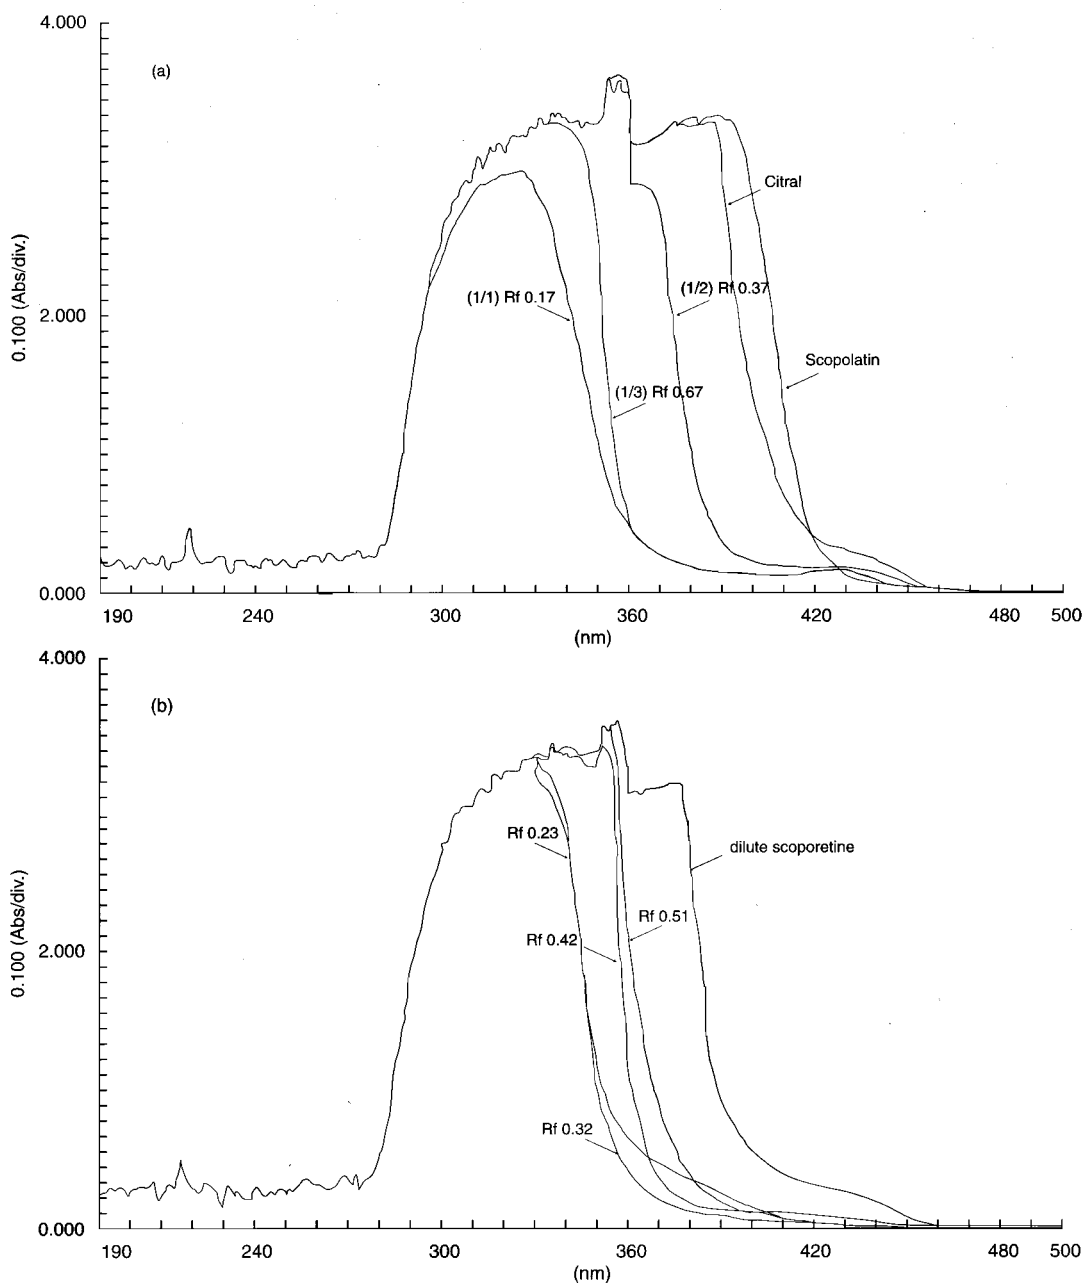 4.000
(a)
Citral
0.100 (Abs/div.)
(1/1) Rf 0.17
(1/2) Rf 0.37
2.000
Scopolatin
(1/3) Rf 0.67
0.000
190 240 300 360 420 480 500
(nm)
4.000
(b)
Rf 0.23
dilute scoporetine
0.100 (Abs/div.)
Rf 0.51
Rf 0.42
2.000
Rf 0.32
0.000
190 240 300 360 420 480 500
(nm)